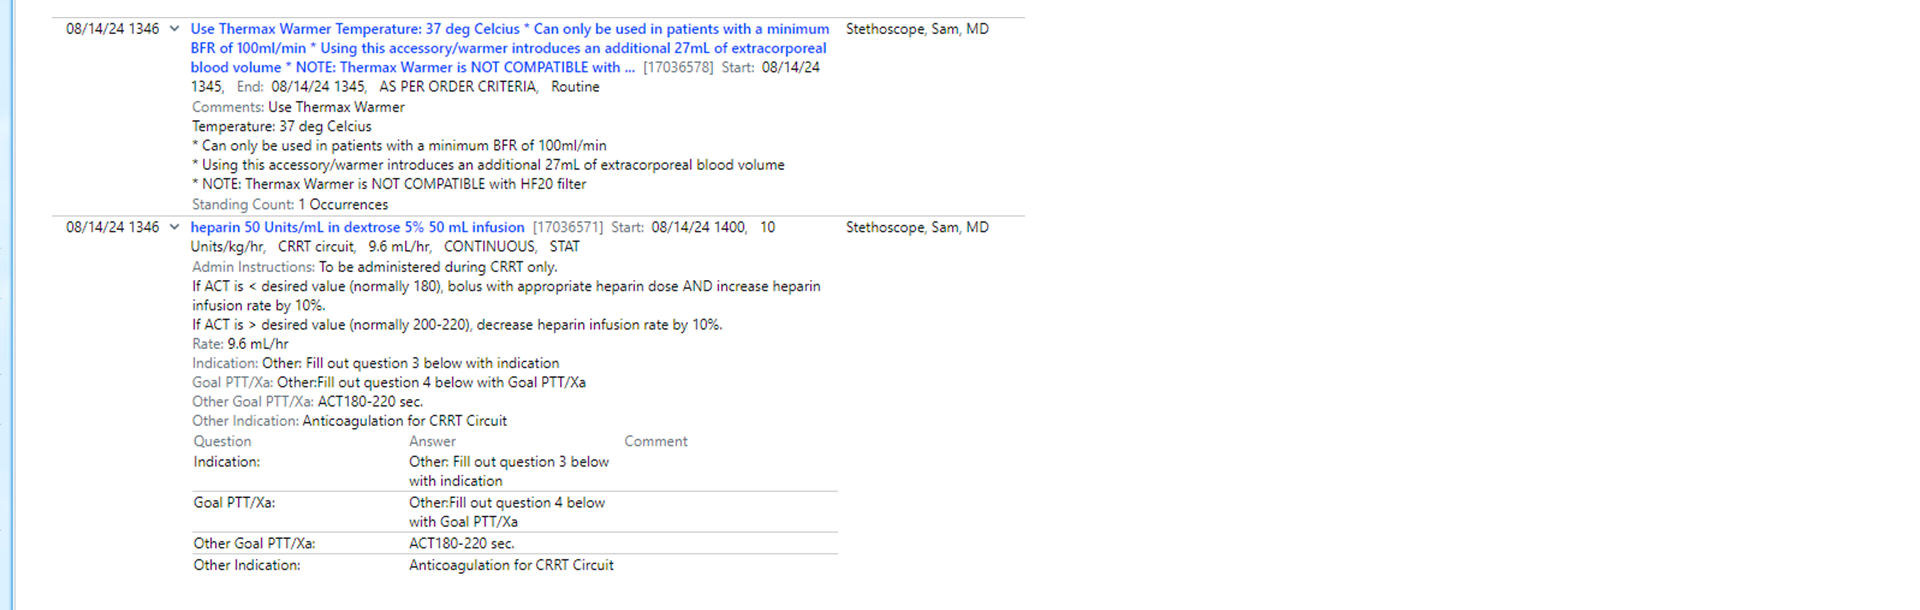 08/14/24 1346 Use Thermax Warmer Temperature: 37 deg Celcius * Can only be used in patients with a minimum Stethoscope, Sam, MD
BFR of 100ml/min * Using this accessory/warmer introduces an additional 27mL of extracorporeal
blood volume * NOTE: Thermax Warmer is NOT COMPATIBLE with ... [17036578] Start: 08/14/24
1345, End: 08/14/24 1345, AS PER ORDER CRITERIA, Routine
Comments: Use Thermax Warmer
Temperature: 37 deg Celcius
* Can only be used in patients with a minimum BFR of 100ml/min
* Using this accessory/warmer introduces an additional 27mL of extracorporeal blood volume
* NOTE: Thermax Warmer is NOT COMPATIBLE with HF20 filter
Standing Count: 1 Occurrences
08/14/24 1346 heparin 50 Units/mL in dextrose 5% 50 mL infusion [17036571] Start: 08/14/24 1400, 10 Stethoscope, Sam, MD
Units/kg/hr, CRRT circuit, 9.6 mL/hr, CONTINUOUS, STAT
Admin Instructions: To be administered during CRRT only.
If ACT is < desired value (normally 180), bolus with appropriate heparin dose AND increase heparin
infusion rate by 10%.
If ACT is > desired value (normally 200-220), decrease heparin infusion rate by 10%.
Rate: 9.6 mL/hr
Indication: Other: Fill out question 3 below with indication
Goal PTT/Xa: Other:Fill out question 4 below with Goal PTT/Xa
Other Goal PTT/Xa: ACT180-220 sec.
Other Indication: Anticoagulation for CRRT Circuit
Question Answer Comment
Indication: Other: Fill out question 3 below
with indication
Goal PTT/Xa: Other:Fill out question 4 below
with Goal PTT/Xa
Other Goal PTT/Xa: ACT180-220 sec.
Other Indication: Anticoagulation for CRRT Circuit